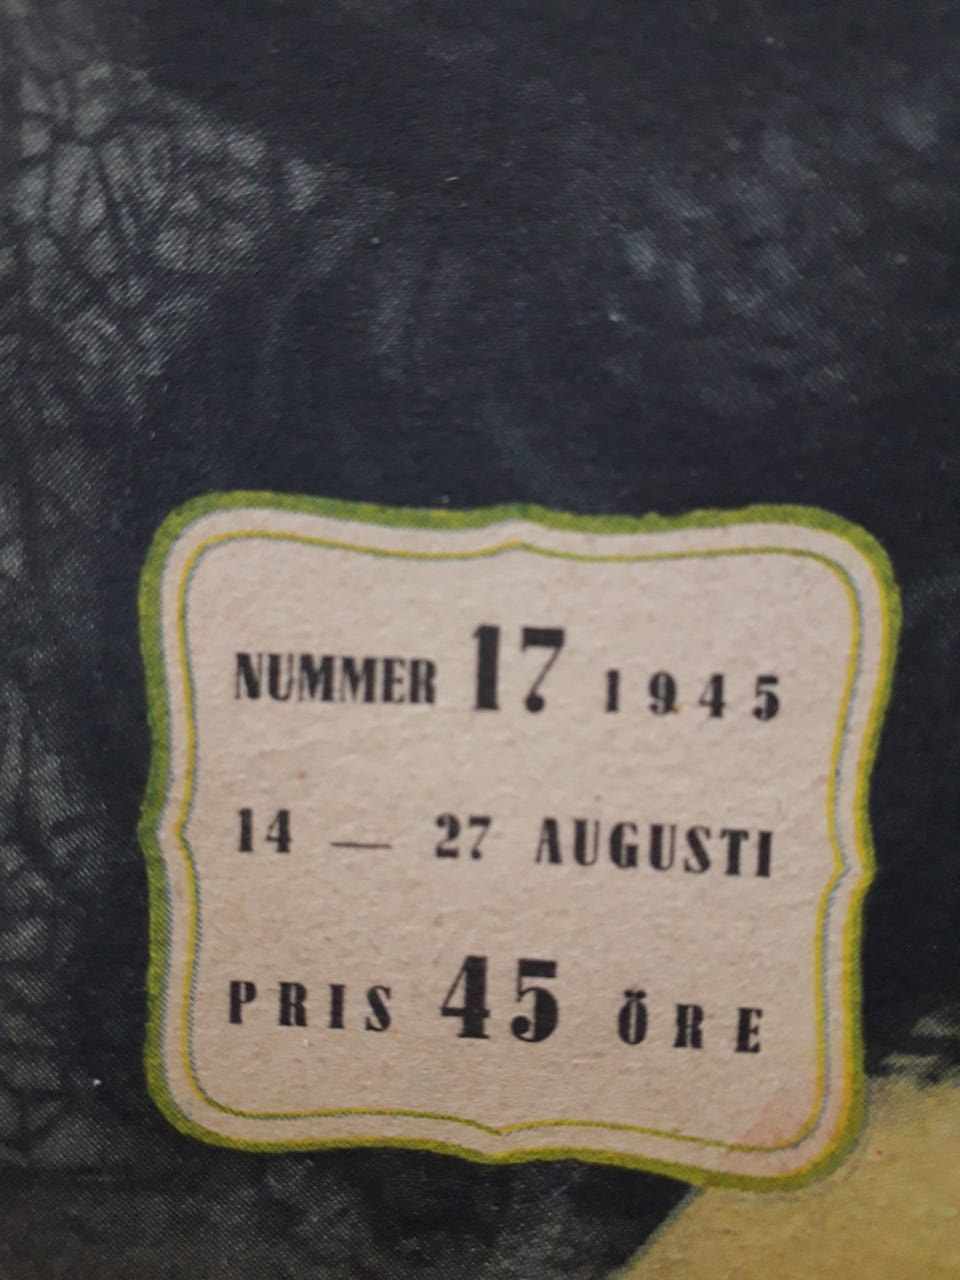 NUMMER 17 1945
14 — 27 AUGUSTI
PRIS 45 ÖRE